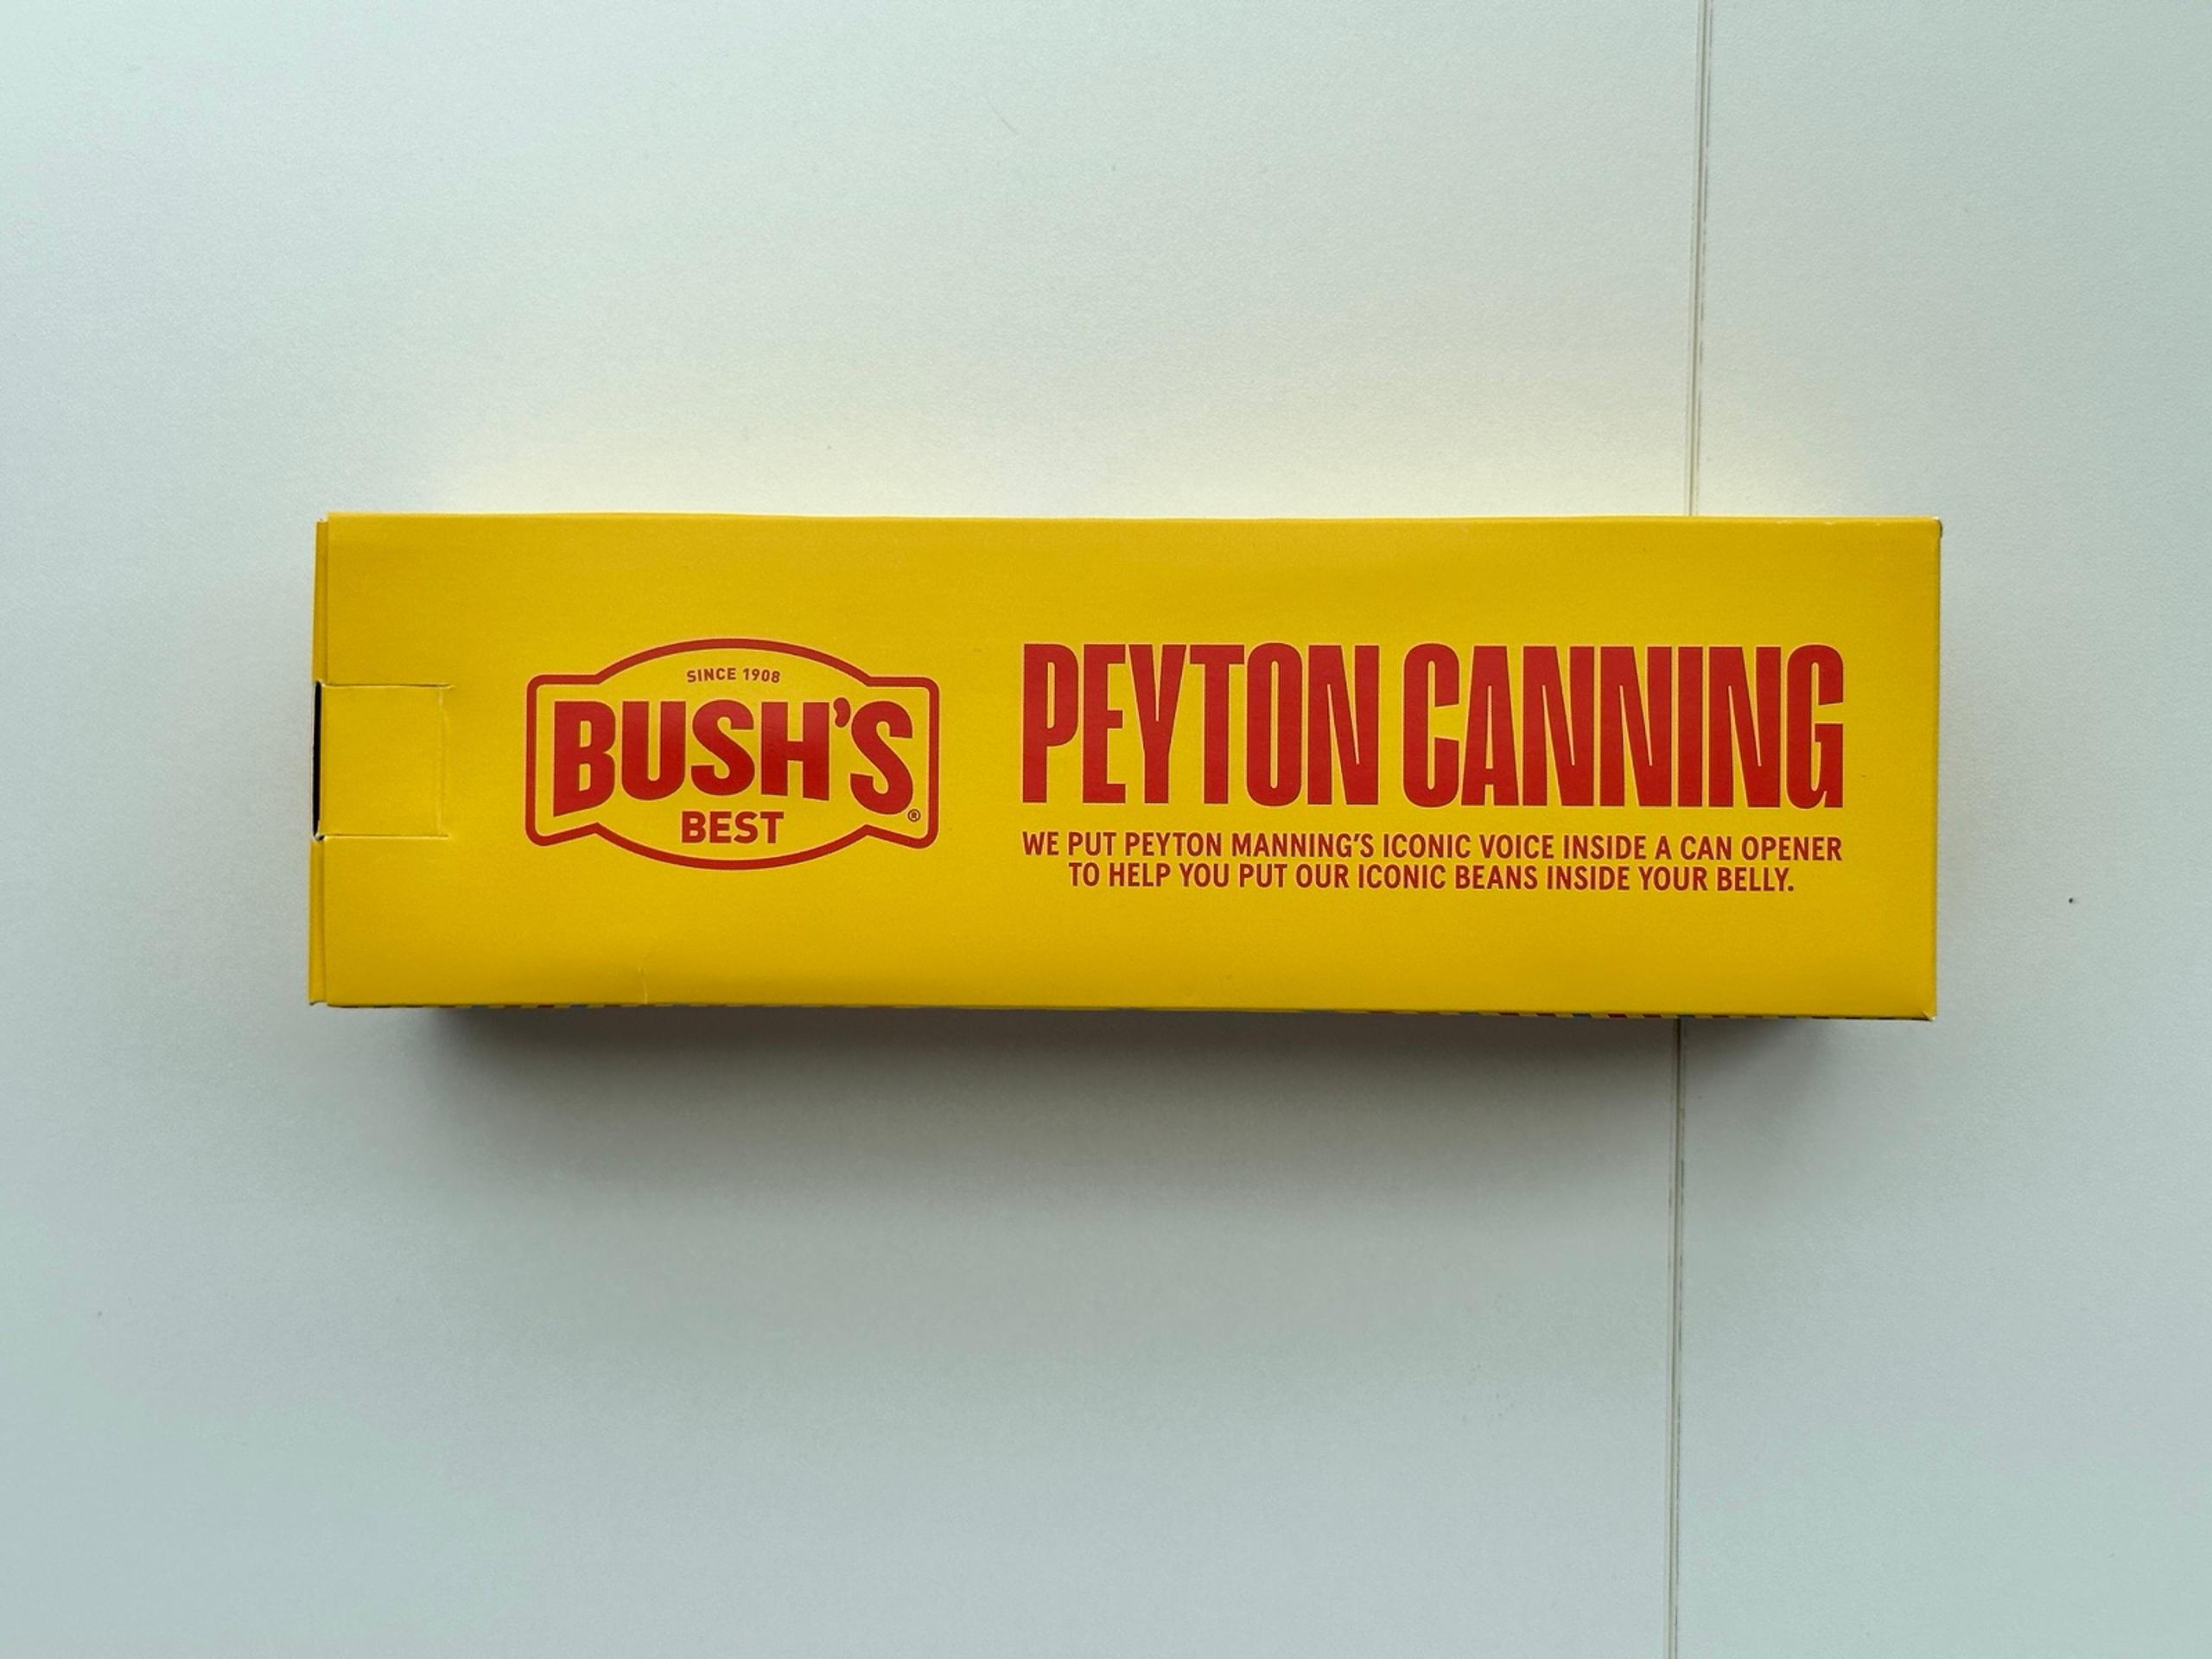 SINCE 1908
BUSH'S®
BEST
PEYTON CANNING
WE PUT PEYTON MANNING'S ICONIC VOICE INSIDE A CAN OPENER
TO HELP YOU PUT OUR ICONIC BEANS INSIDE YOUR BELLY.